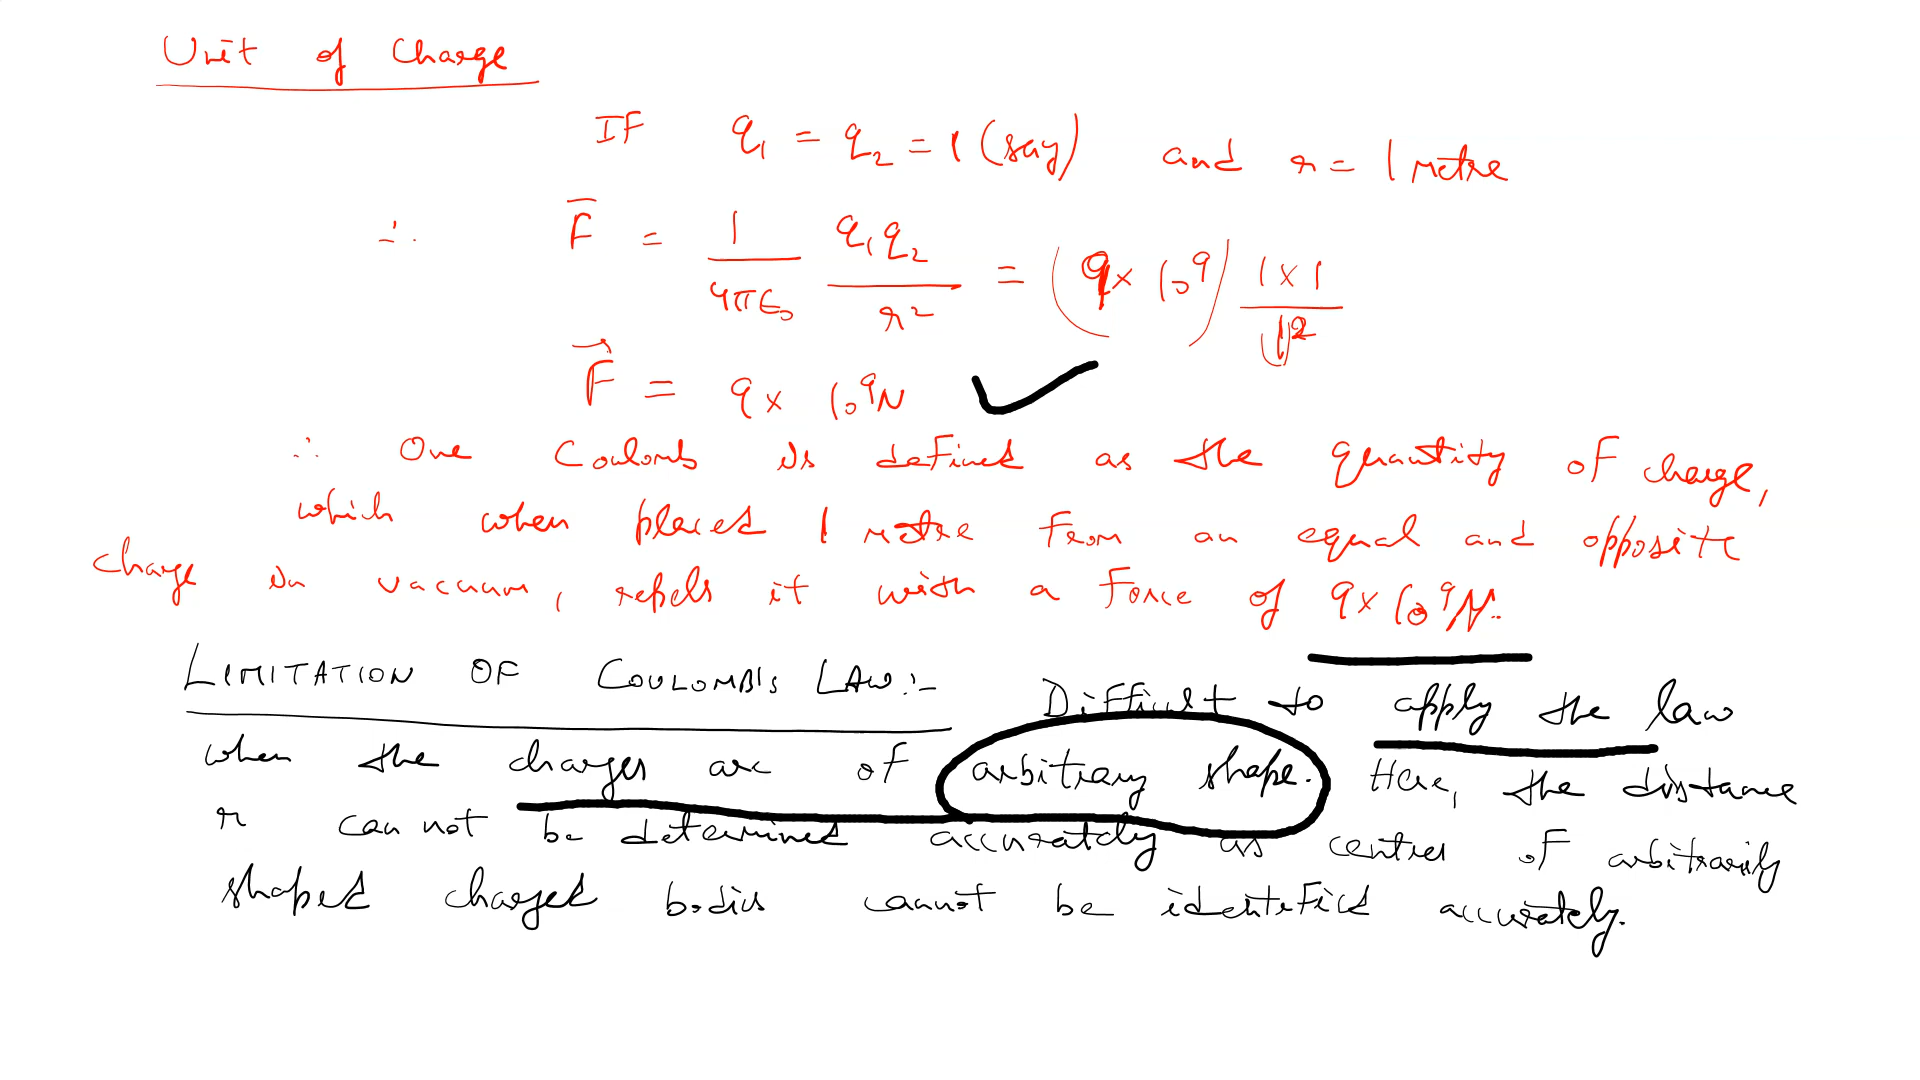 Unit of Charge
IF q₁ = q₂ = 1 (say) and r = 1 metre
∴ F̅ = 1/4πε₀ q₁q₂/r² = (9 × 10⁹) 1 × 1/(1)²
F⃗ = 9 × 10⁹ N
∴ One Coulomb is defined as the quantity of charge,
which when placed 1 metre from an equal and opposite
charge in vacuum, repels it with a force of 9 × 10⁹ N.
LIMITATION OF COULOMB'S LAW:- Difficult to apply the law
when the charges are of arbitrary shape. Here, the distance
r can not be determined accurately as centres of arbitrarily
shaped charged bodies cannot be identified accurately.